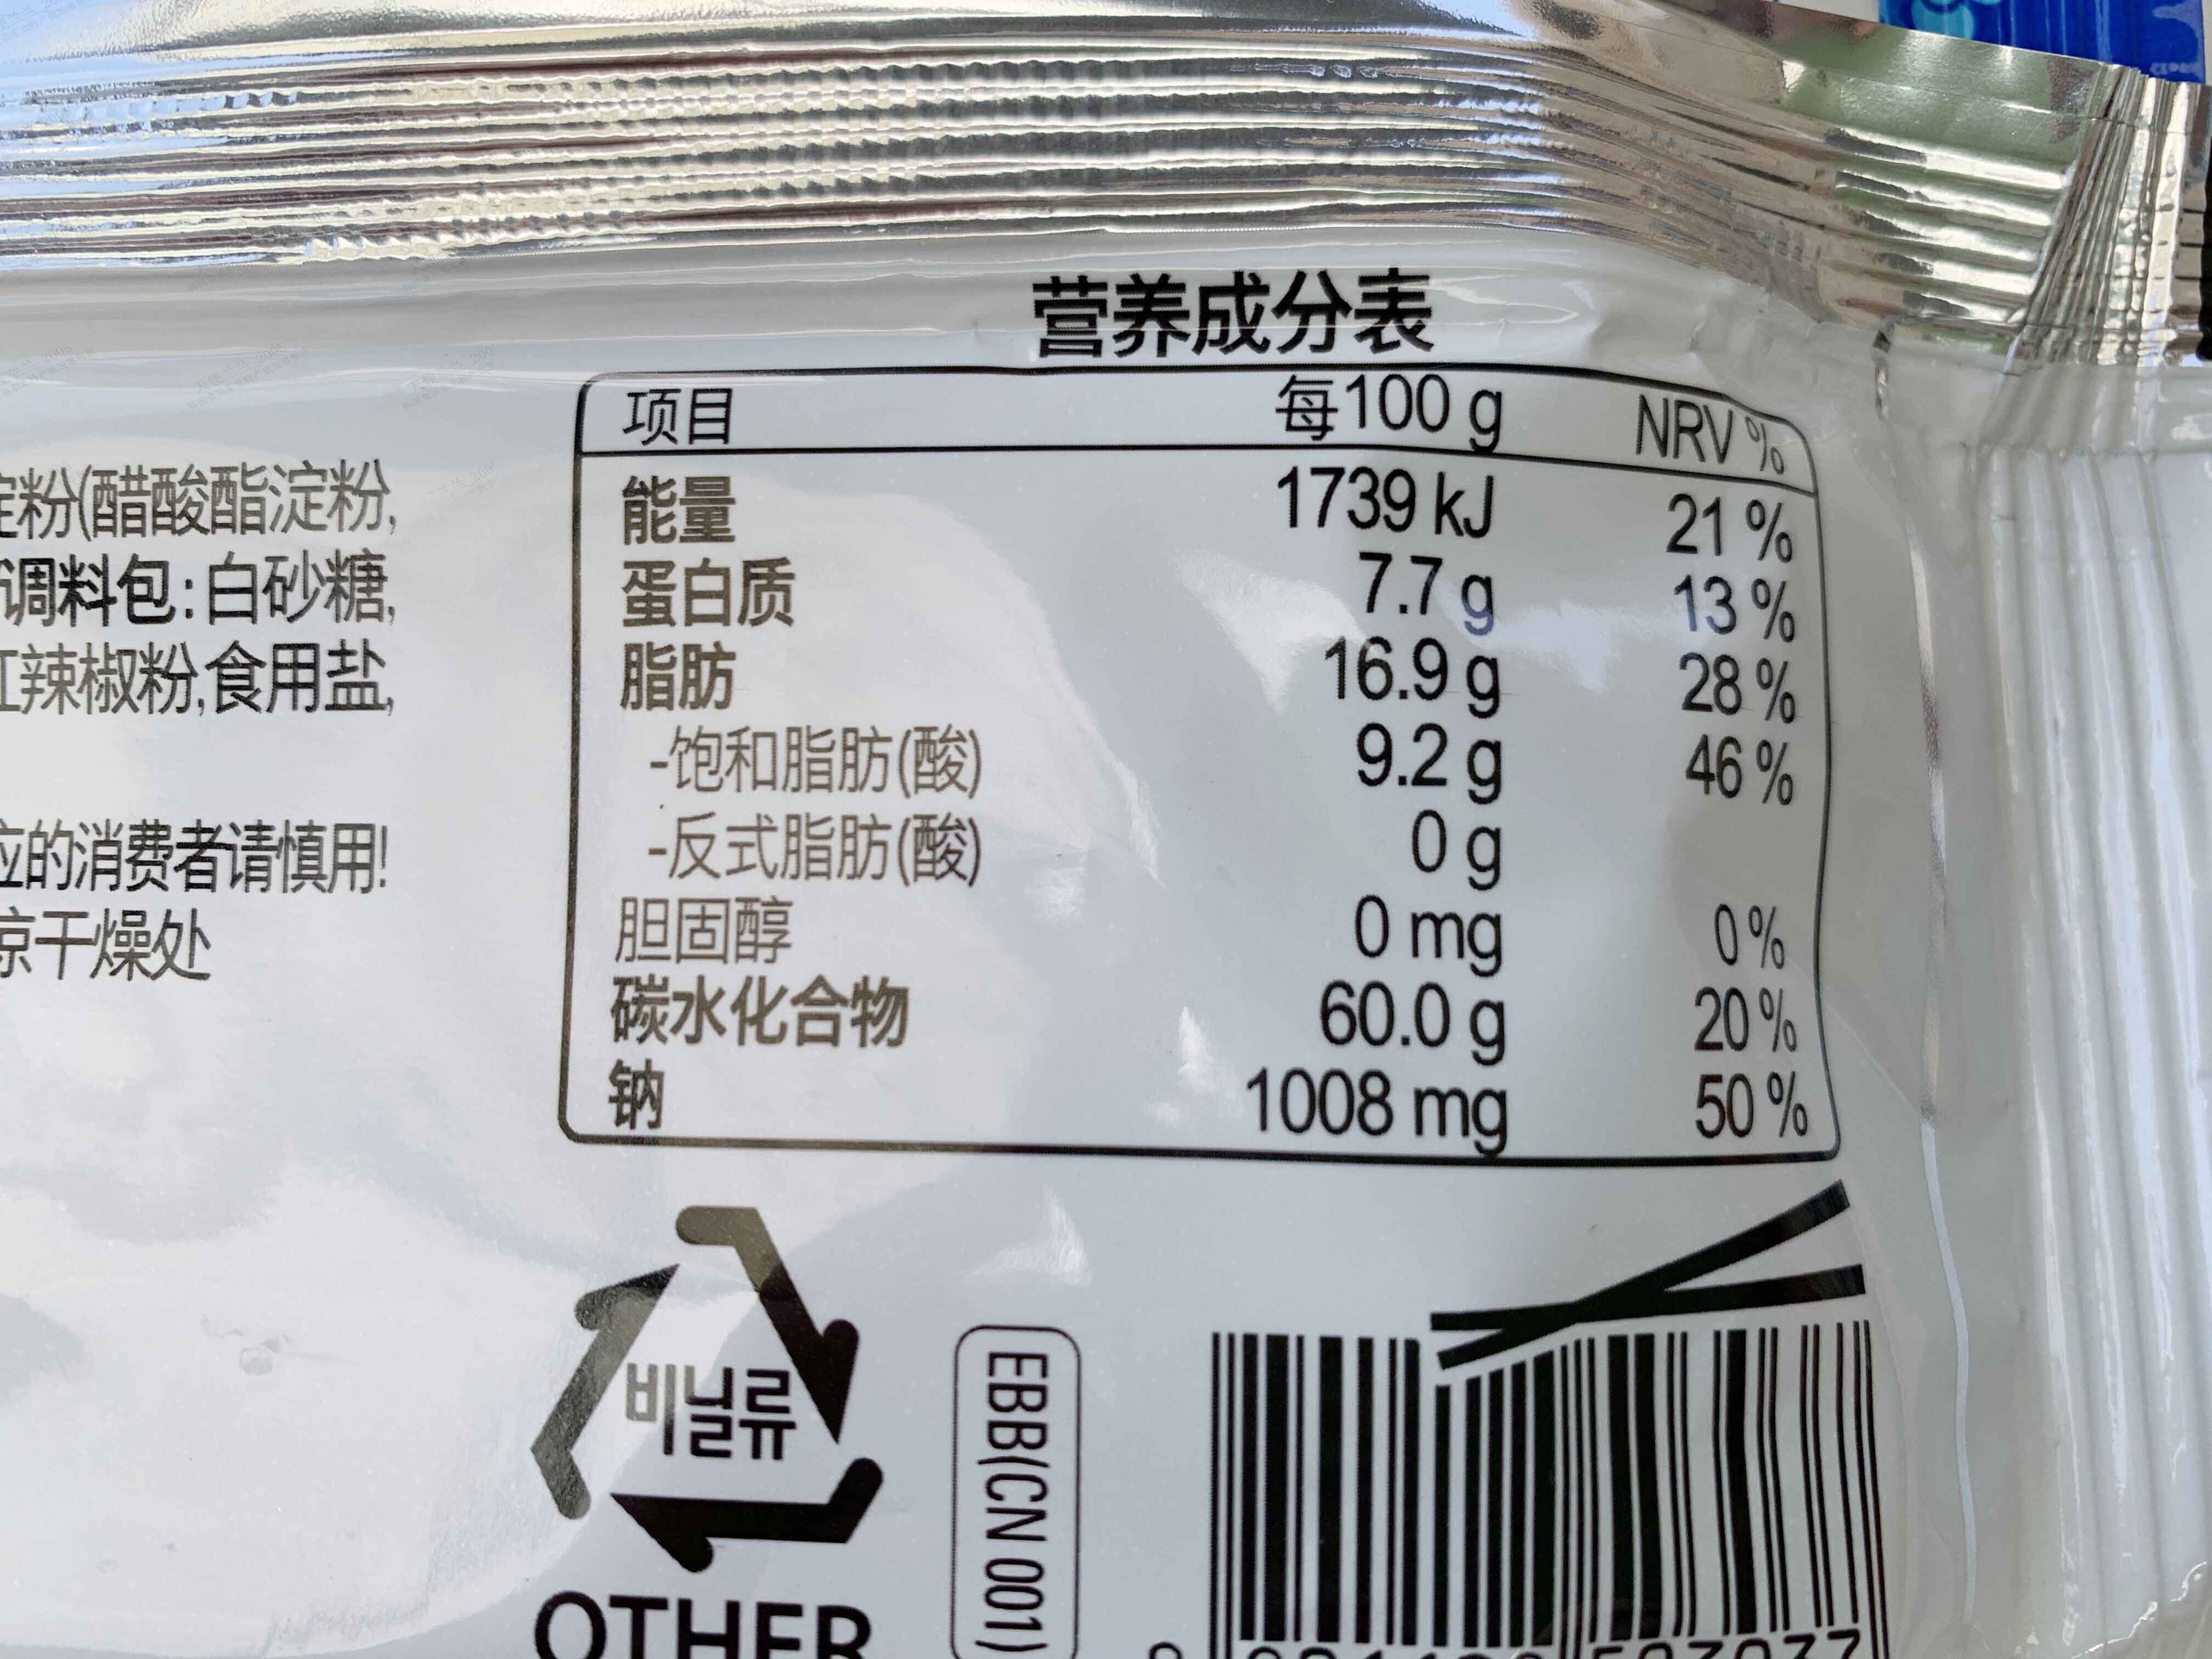 营养成分表
项目 每100 g NRV %
能量 1739 kJ 21 %
蛋白质 7.7 g 13 %
脂肪 16.9 g 28 %
-饱和脂肪(酸) 9.2 g 46 %
-反式脂肪(酸) 0 g
胆固醇 0 mg 0 %
碳水化合物 60.0 g 20 %
钠 1008 mg 50 %
粉(醋酸酯淀粉,
调料包:白砂糖,
辣椒粉,食用盐,
的消费者请慎用!
干燥处
비닐류
OTHER
EBB(CN 001)